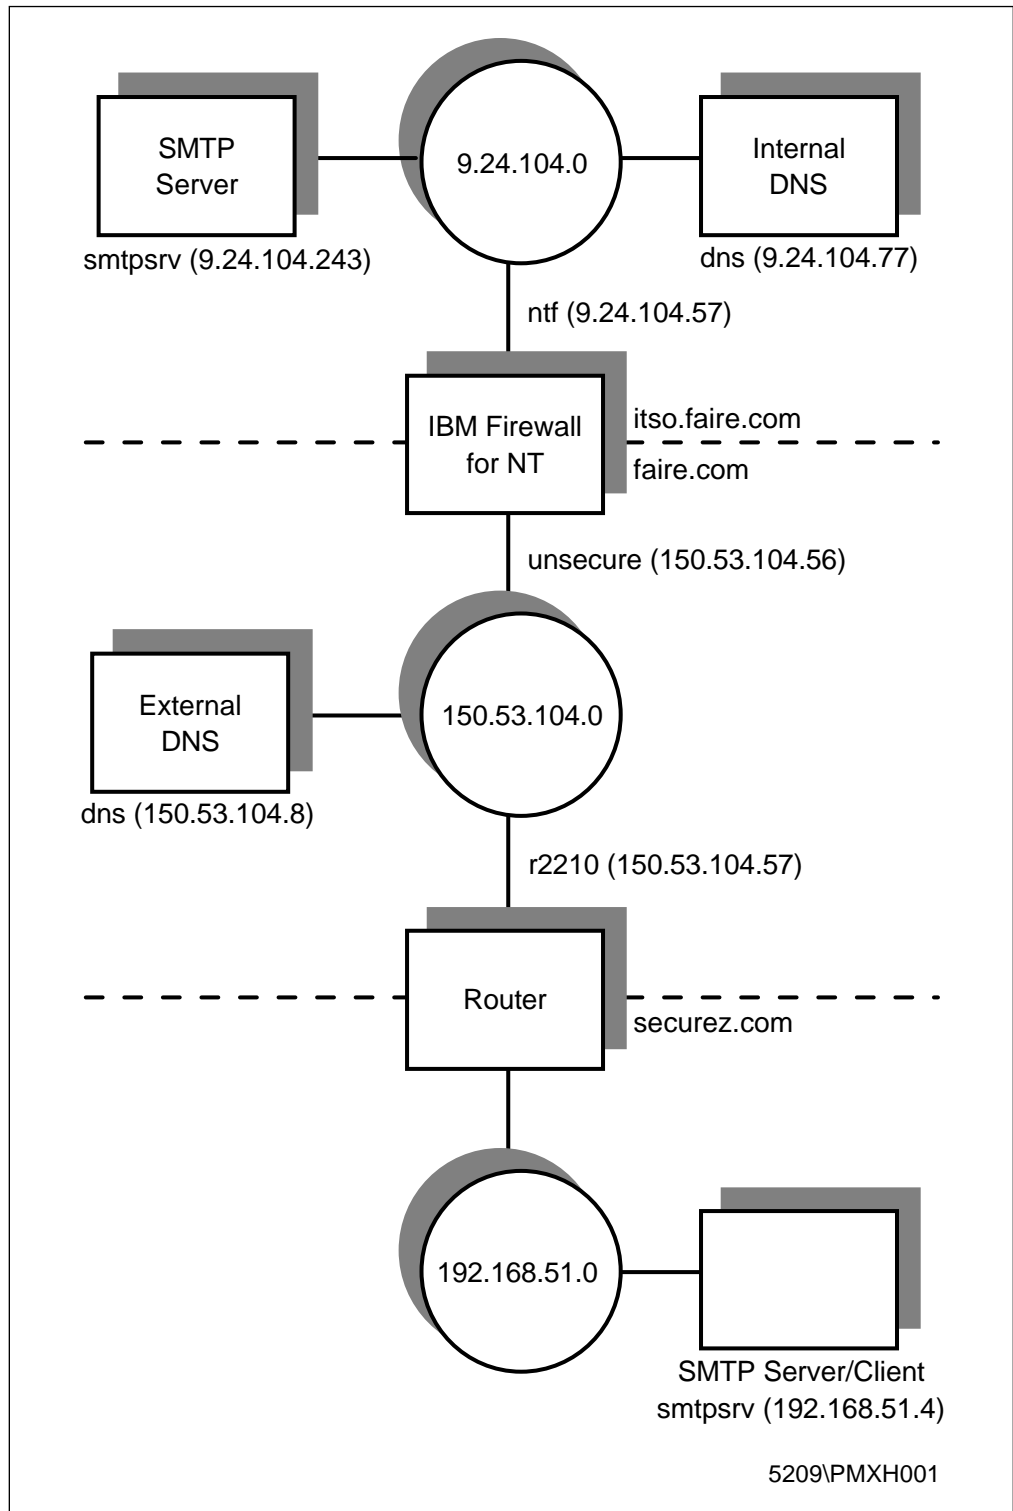 SMTP
Server
9.24.104.0
Internal
DNS
smtpsrv (9.24.104.243)
dns (9.24.104.77)
ntf (9.24.104.57)
IBM Firewall
for NT
itso.faire.com
faire.com
unsecure (150.53.104.56)
External
DNS
150.53.104.0
dns (150.53.104.8)
r2210 (150.53.104.57)
Router
securez.com
192.168.51.0
SMTP Server/Client
smtpsrv (192.168.51.4)
5209\PMXH001